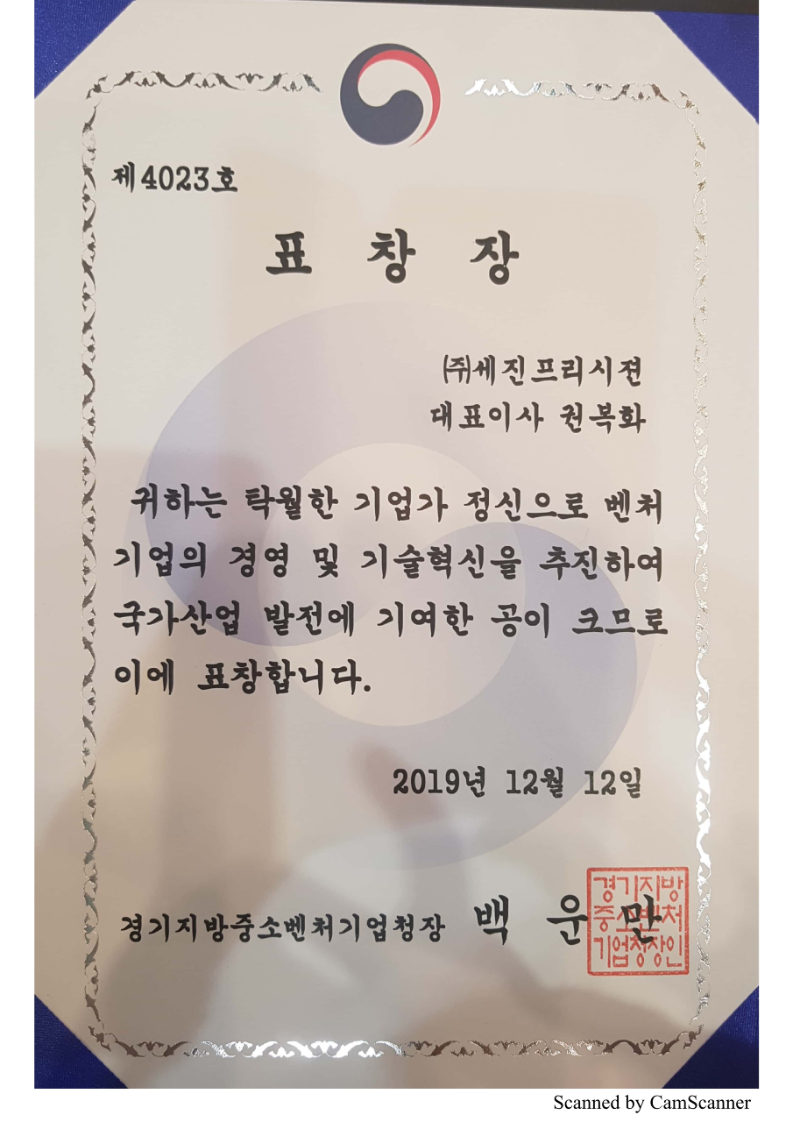 제4023호
표 창 장
㈜세진프리시젼
대표이사 권복화
귀하는 탁월한 기업가 정신으로 벤처
기업의 경영 및 기술혁신을 추진하여
국가산업 발전에 기여한 공이 크므로
이에 표창합니다.
2019년 12월 12일
경기지방중소벤처기업청장 백 운 만
경기지방
중소벤처
기업청장인
Scanned by CamScanner